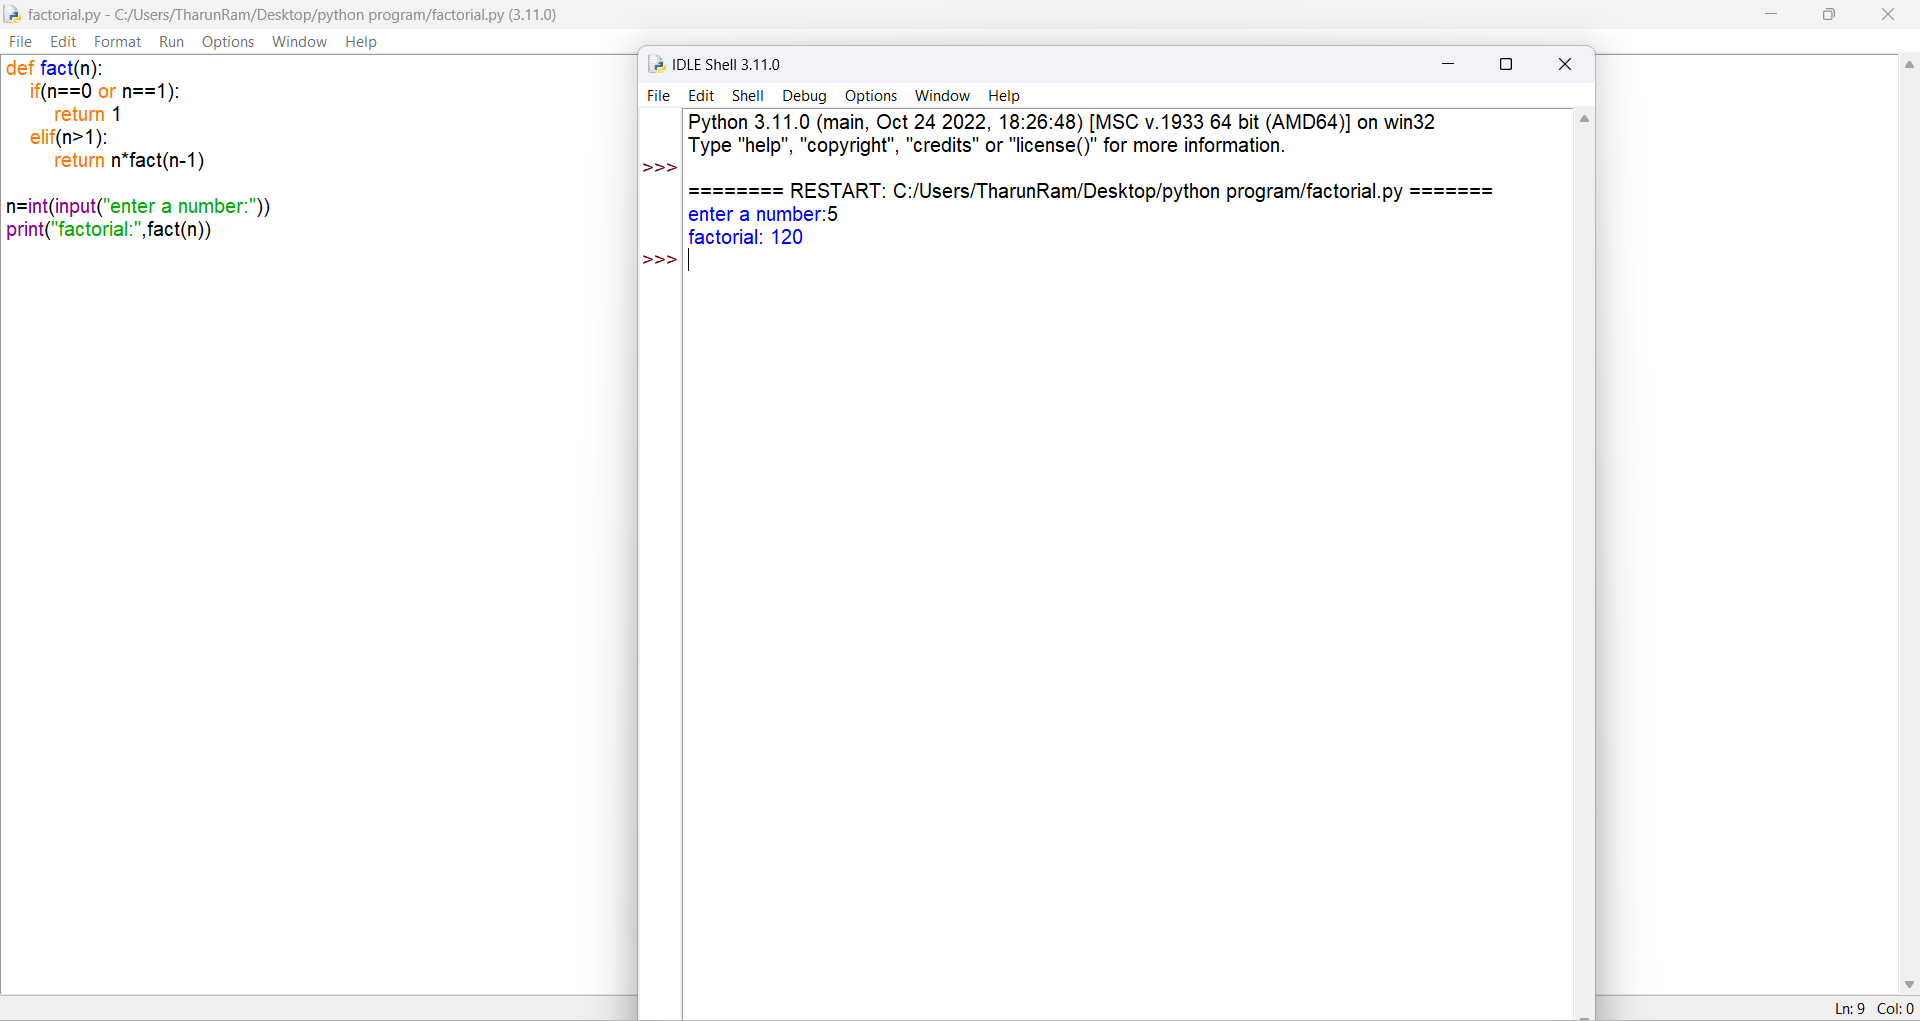 factorial.py - C:/Users/TharunRam/Desktop/python program/factorial.py (3.11.0)
File Edit Format Run Options Window Help
def fact(n):
    if(n==0 or n==1):
        return 1
    elif(n>1):
        return n*fact(n-1)

n=int(input("enter a number:"))
print("factorial:",fact(n))
IDLE Shell 3.11.0
File Edit Shell Debug Options Window Help
Python 3.11.0 (main, Oct 24 2022, 18:26:48) [MSC v.1933 64 bit (AMD64)] on win32
Type "help", "copyright", "credits" or "license()" for more information.
>>>
======== RESTART: C:/Users/TharunRam/Desktop/python program/factorial.py =======
enter a number:5
factorial: 120
>>>
Ln: 9 Col: 0